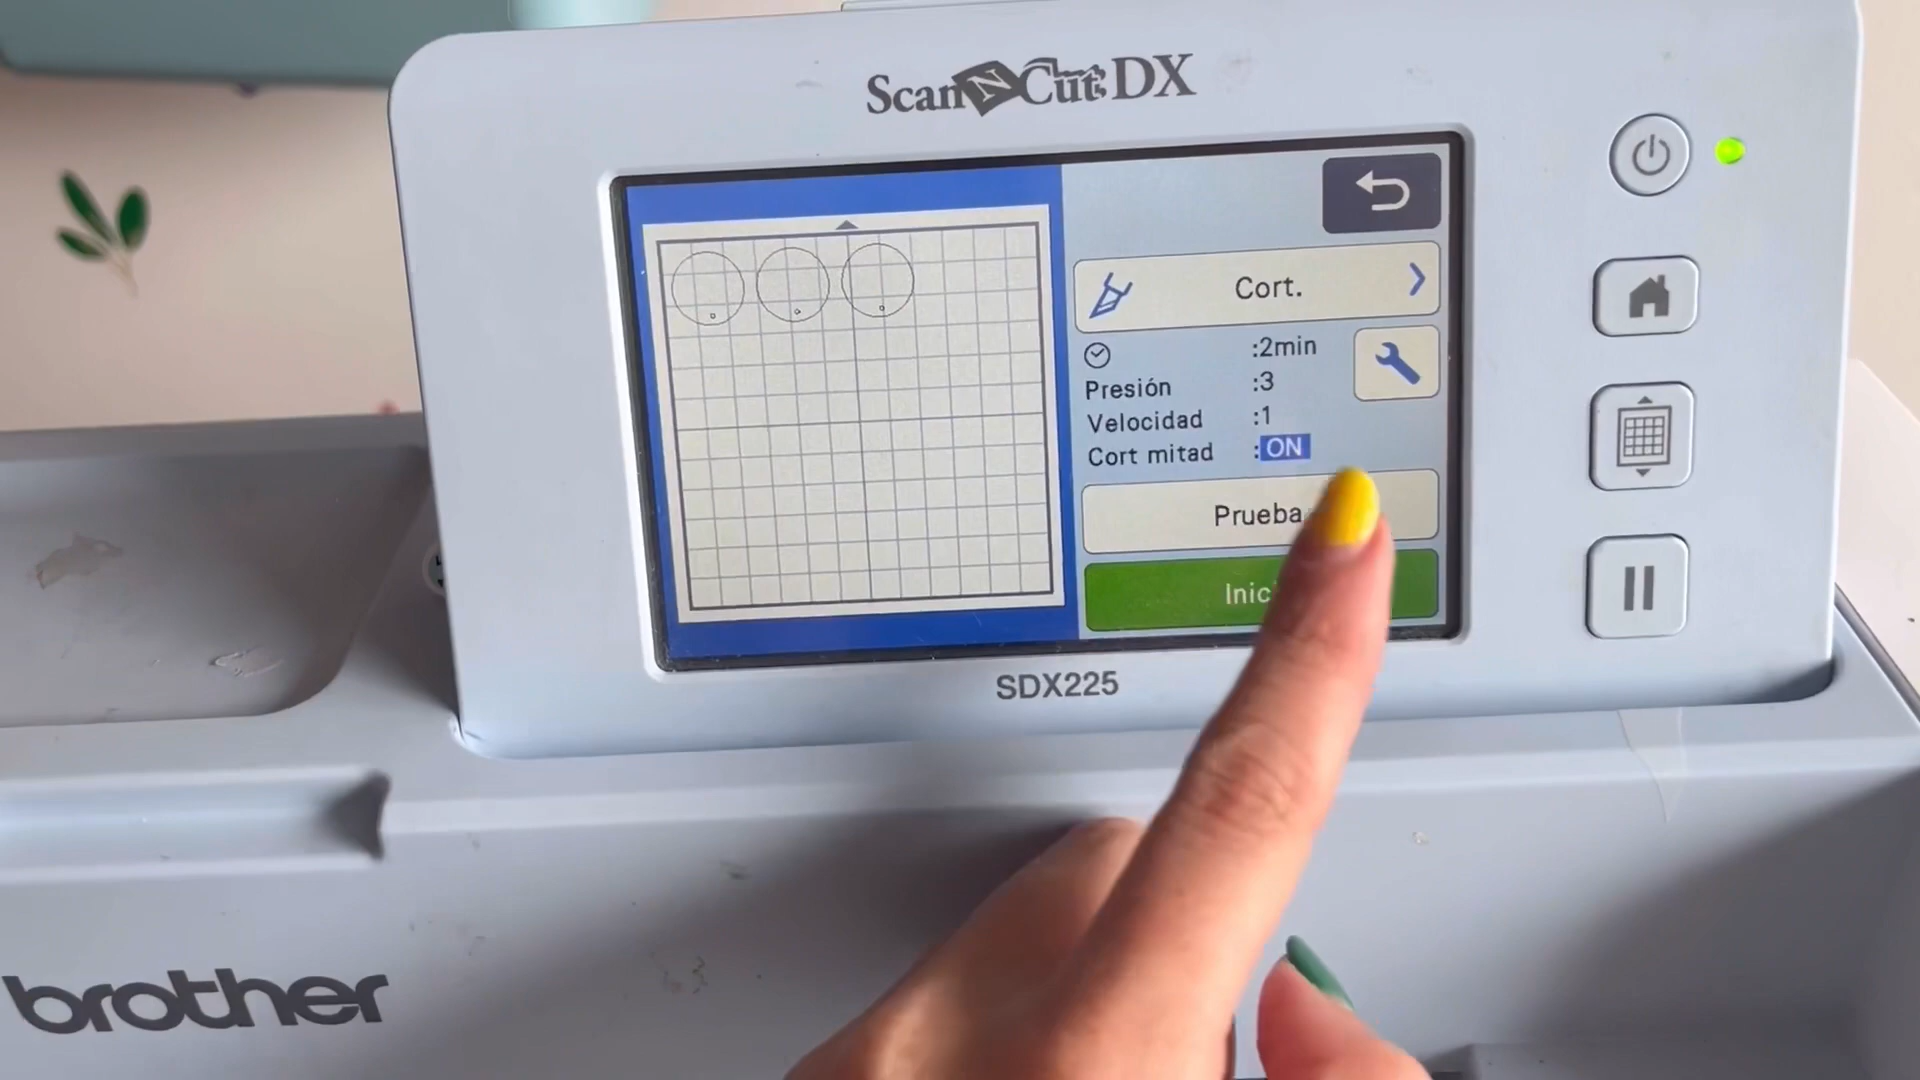 ScanNCut DX
Cort.
:2min
Presión :3
Velocidad :1
Cort mitad :ON
Prueba
Inic
SDX225
brother